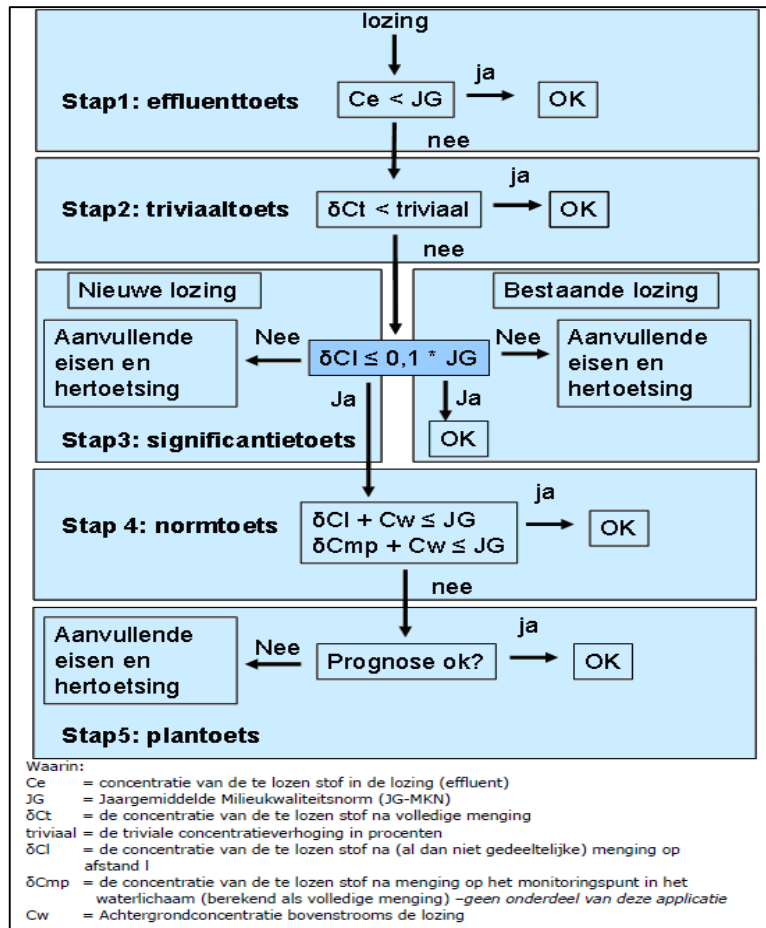 lozing
ja
Stap1: effluenttoets
Ce < JG
OK
nee
ja
Stap2: triviaaltoets
δCt < triviaal
OK
nee
Nieuwe lozing
Bestaande lozing
Aanvullende
eisen en
hertoetsing
Nee
δCl ≤ 0,1 * JG
Nee
Aanvullende
eisen en
hertoetsing
Ja
Ja
OK
Stap3: significantietoets
Stap 4: normtoets
δCl + Cw ≤ JG
δCmp + Cw ≤ JG
ja
OK
nee
Aanvullende
eisen en
hertoetsing
Nee
Prognose ok?
ja
OK
Stap5: plantoets
Waarin:
Ce = concentratie van de te lozen stof in de lozing (effluent)
JG = Jaargemiddelde Milieukwaliteitsnorm (JG-MKN)
δCt = de concentratie van de te lozen stof na volledige menging
triviaal = de triviale concentratieverhoging in procenten
δCl = de concentratie van de te lozen stof na (al dan niet gedeeltelijke) menging op
afstand l
δCmp = de concentratie van de te lozen stof na menging op het monitoringspunt in het
waterlichaam (berekend als volledige menging) –geen onderdeel van deze applicatie
Cw = Achtergrondconcentratie bovenstrooms de lozing